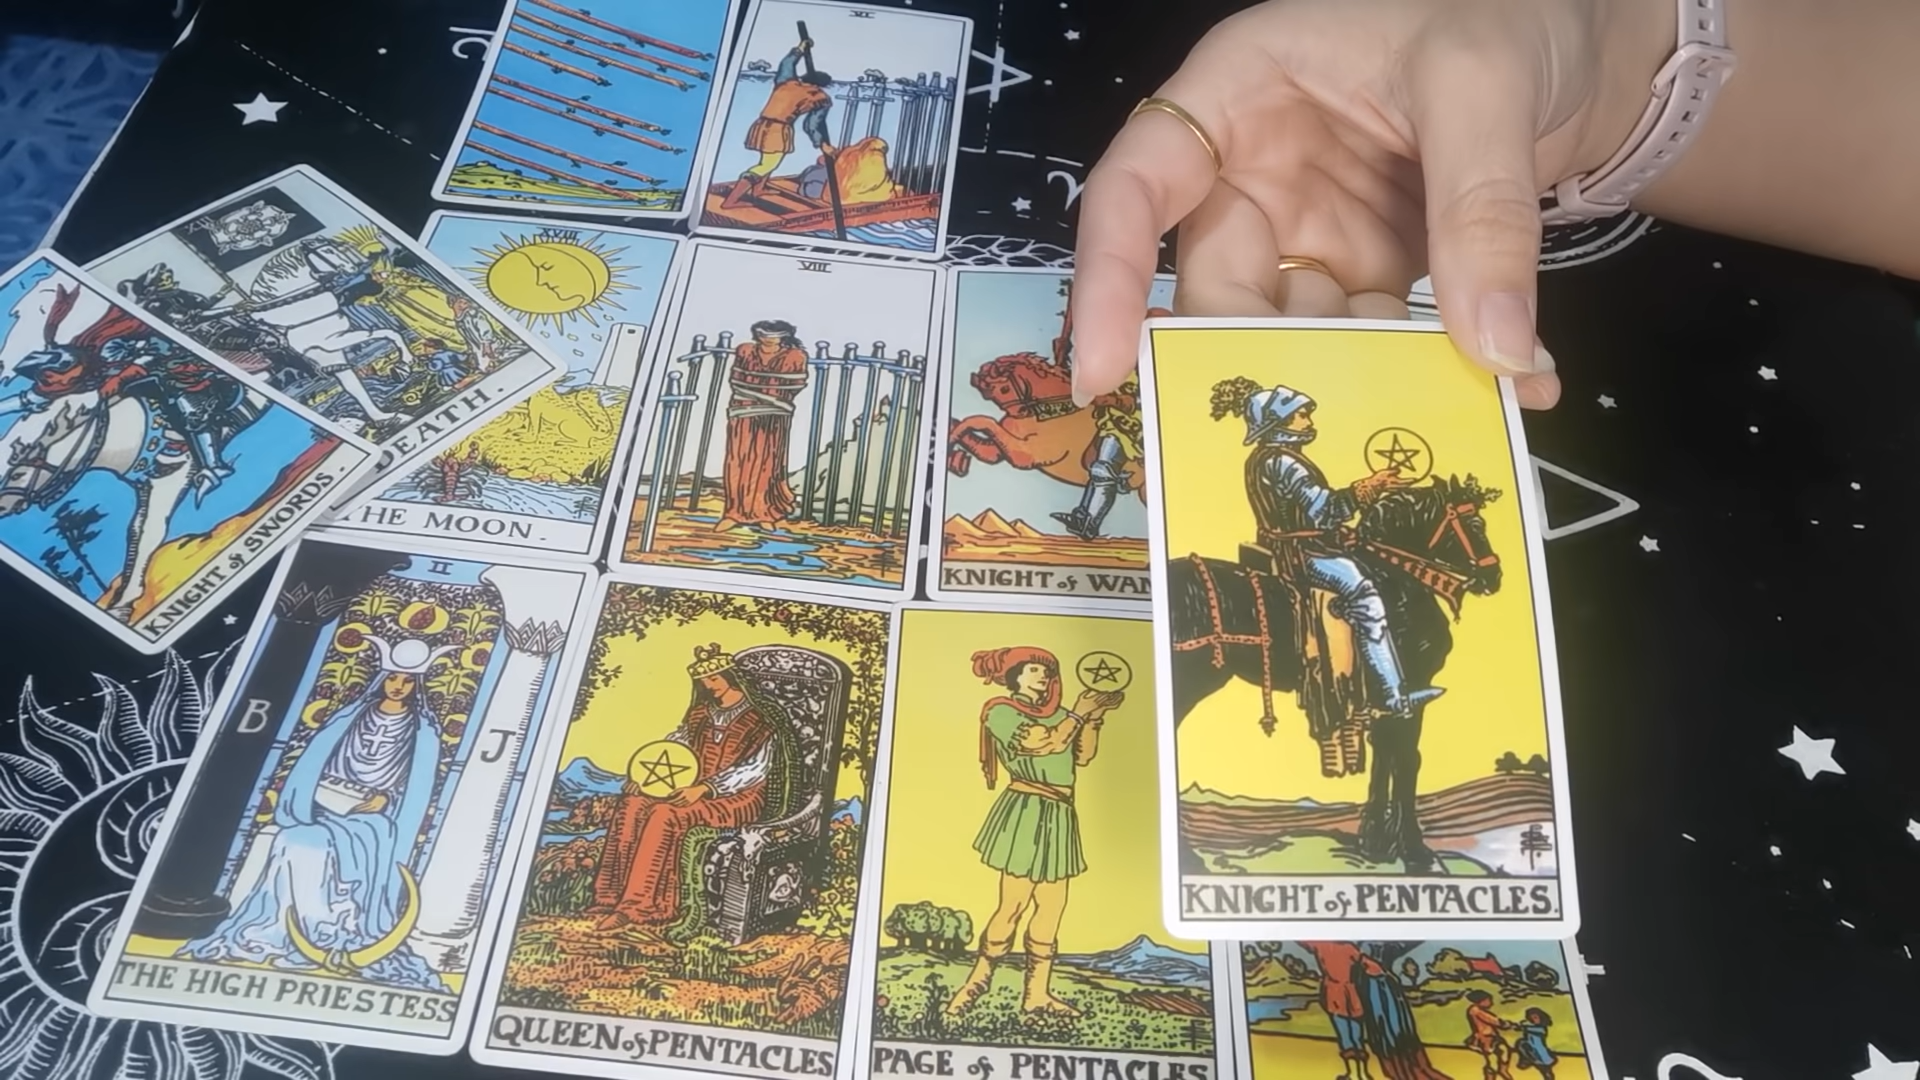 VI
XVIII
VIII
DEATH.
THE MOON.
KNIGHT of SWORDS.
KNIGHT of WAN
II
B
J
KNIGHT of PENTACLES.
THE HIGH PRIESTESS
QUEEN of PENTACLES
PAGE of PENTACLES